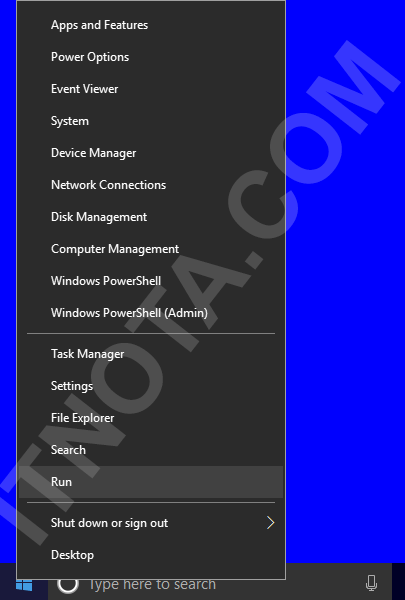 Apps and Features
Power Options
Event Viewer
System
Device Manager
Network Connections
Disk Management
Computer Management
Windows PowerShell
Windows PowerShell (Admin)
Task Manager
Settings
File Explorer
Search
Run
Shut down or sign out
Desktop
Type here to search
ITNOTA.COM